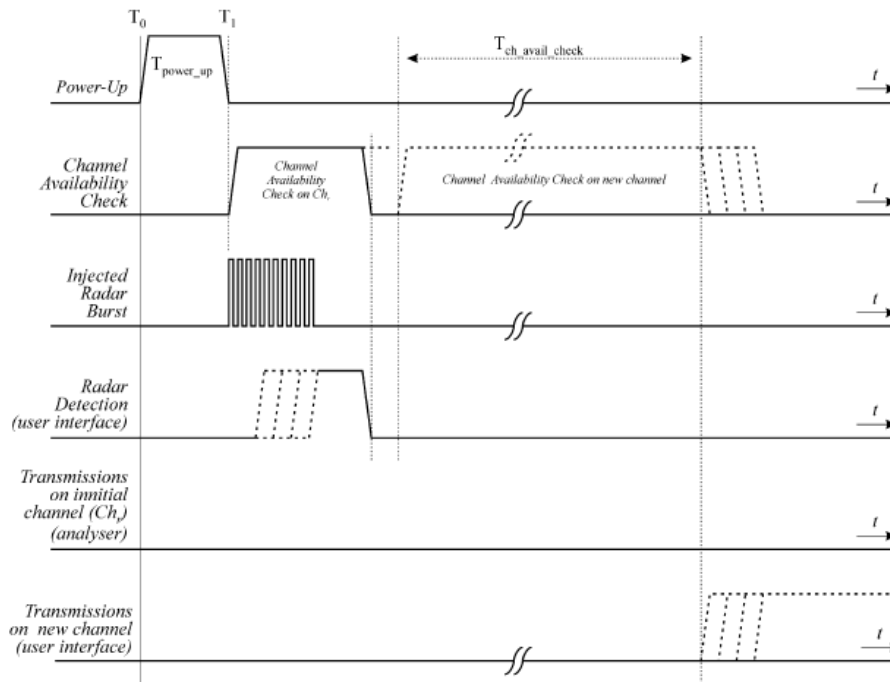 T0 T1
Tch_avail_check
Tpower_up
Power-Up
t
Channel
Availability
Check
Channel
Availability
Check on Chr
Channel Availability Check on new channel
t
Injected
Radar
Burst
t
Radar
Detection
(user interface)
t
Transmissions
on innitial
channel (Chr)
(analyser)
t
Transmissions
on new channel
(user interface)
t